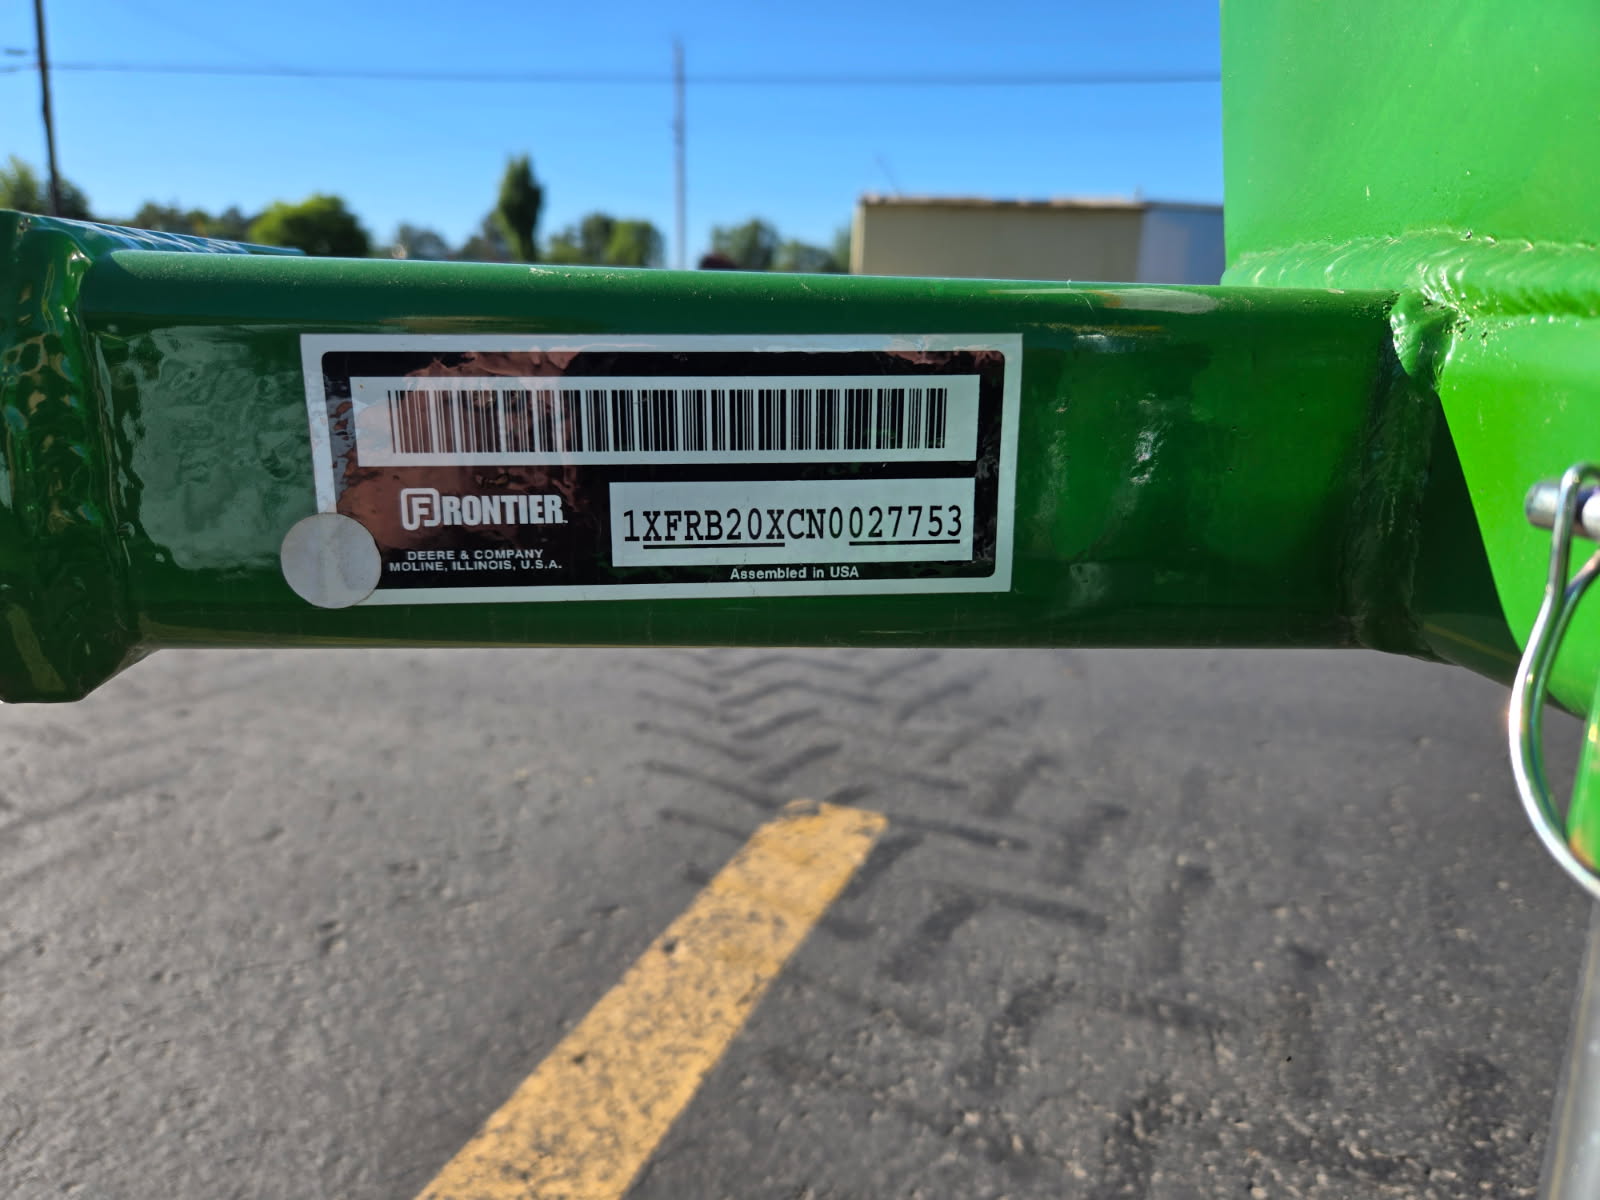 FRONTIER
DEERE & COMPANY
MOLINE, ILLINOIS, U.S.A.
1XFRB20XCN0027753
Assembled in USA